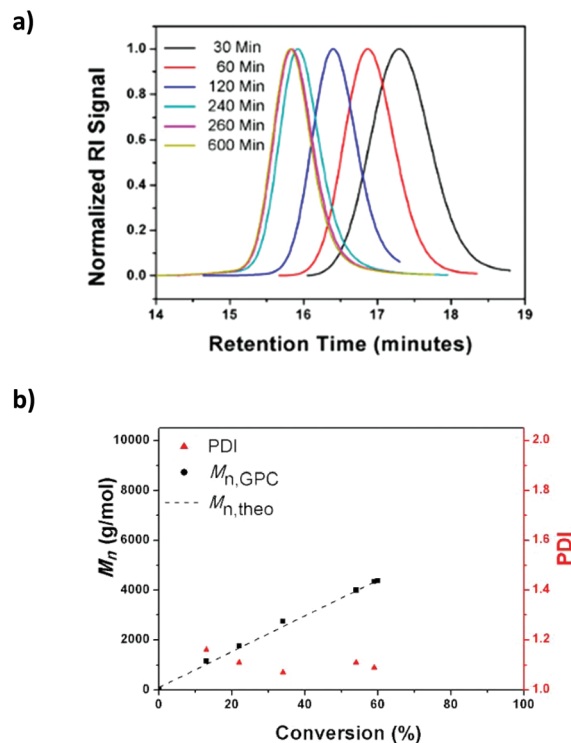 a)
1.0
0.8
0.6
0.4
0.2
0.0
Normalized RI Signal
30 Min
60 Min
120 Min
240 Min
260 Min
600 Min
14 15 16 17 18 19
Retention Time (minutes)
b)
10000
8000
6000
4000
2000
0
Mn (g/mol)
PDI
Mn,GPC
Mn,theo
2.0
1.8
1.6
1.4
1.2
1.0
PDI
0 20 40 60 80 100
Conversion (%)